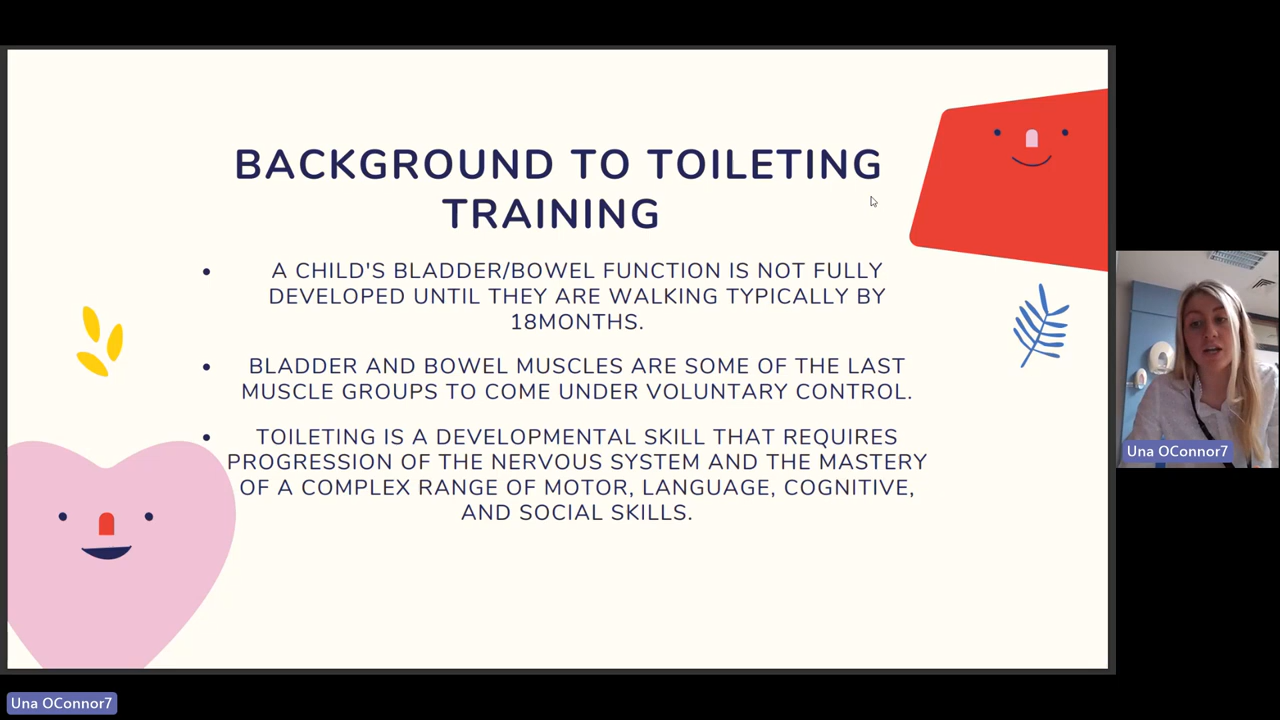 BACKGROUND TO TOILETING
TRAINING
• A CHILD'S BLADDER/BOWEL FUNCTION IS NOT FULLY
DEVELOPED UNTIL THEY ARE WALKING TYPICALLY BY
18MONTHS.
• BLADDER AND BOWEL MUSCLES ARE SOME OF THE LAST
MUSCLE GROUPS TO COME UNDER VOLUNTARY CONTROL.
• TOILETING IS A DEVELOPMENTAL SKILL THAT REQUIRES
PROGRESSION OF THE NERVOUS SYSTEM AND THE MASTERY
OF A COMPLEX RANGE OF MOTOR, LANGUAGE, COGNITIVE,
AND SOCIAL SKILLS.
Una OConnor7
Una OConnor7